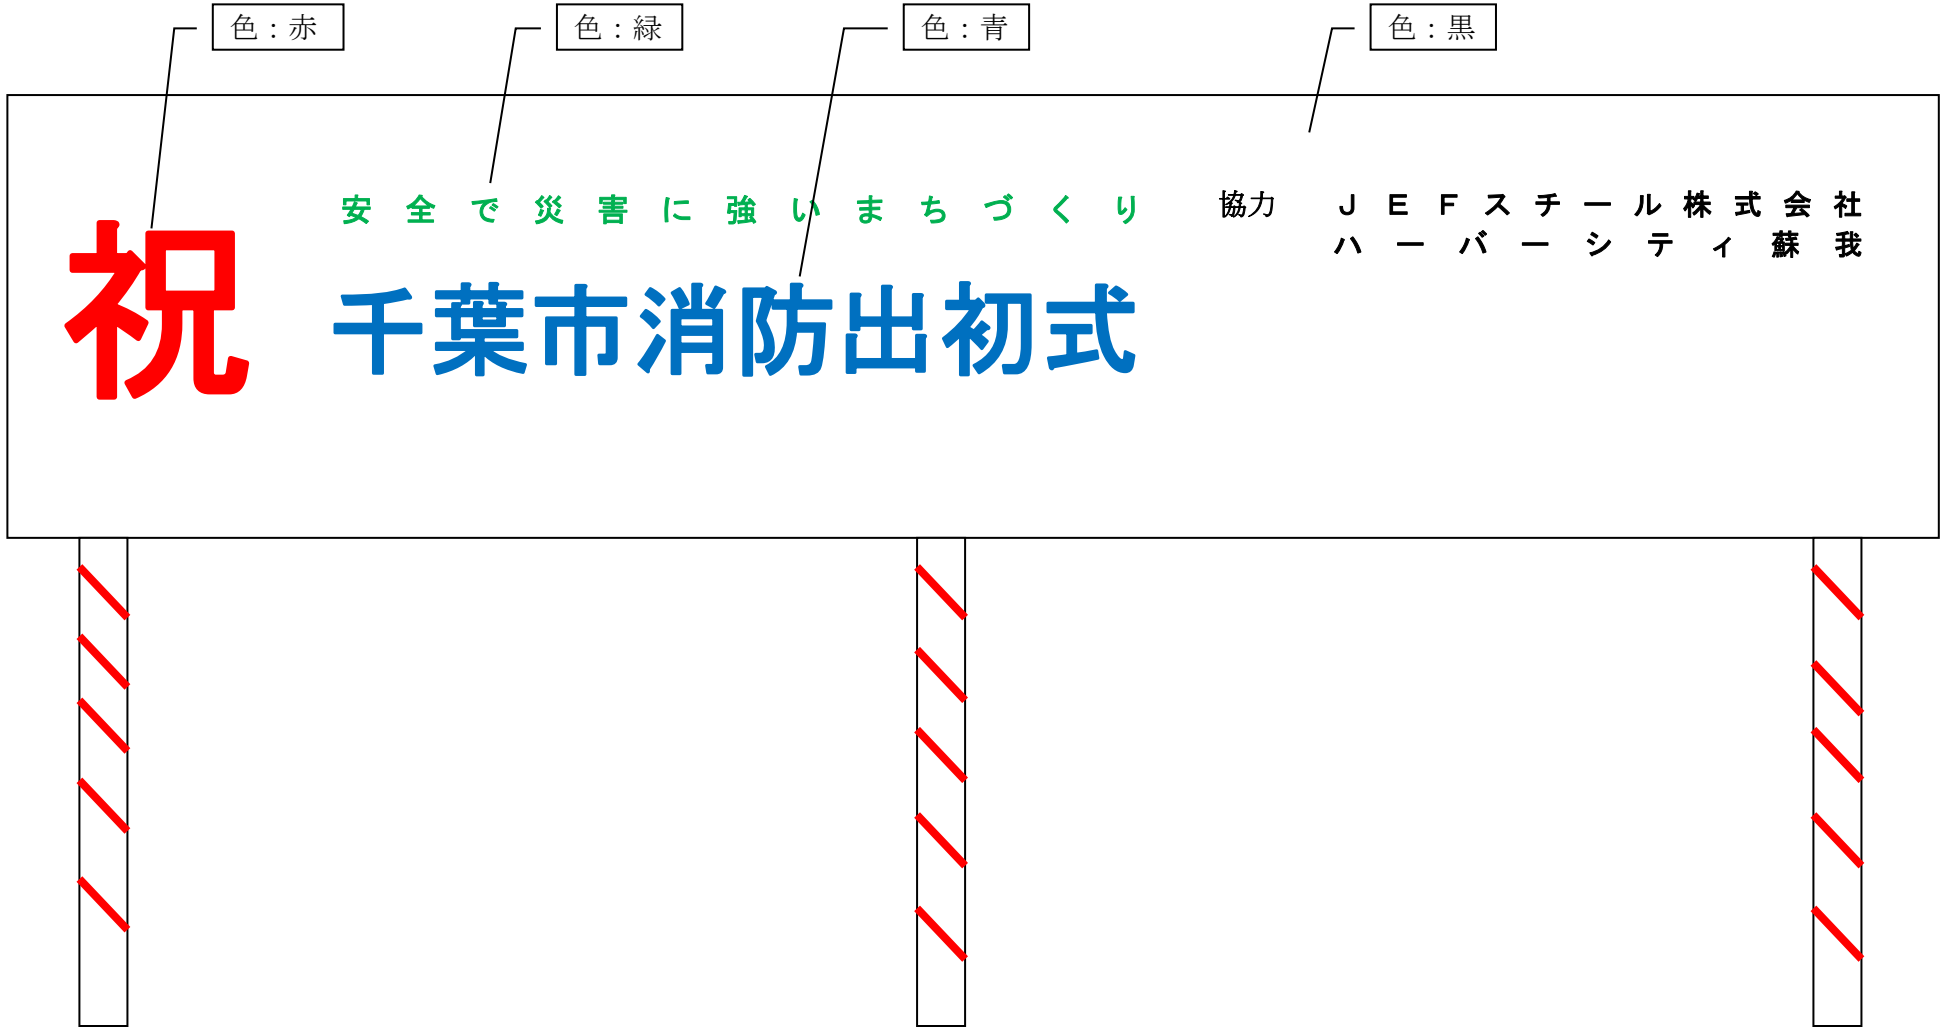 色：赤
色：緑
色：青
色：黒
祝
安全で災害に強いまちづくり
千葉市消防出初式
協力　ＪＥＦスチール株式会社
ハーバーシティ蘇我